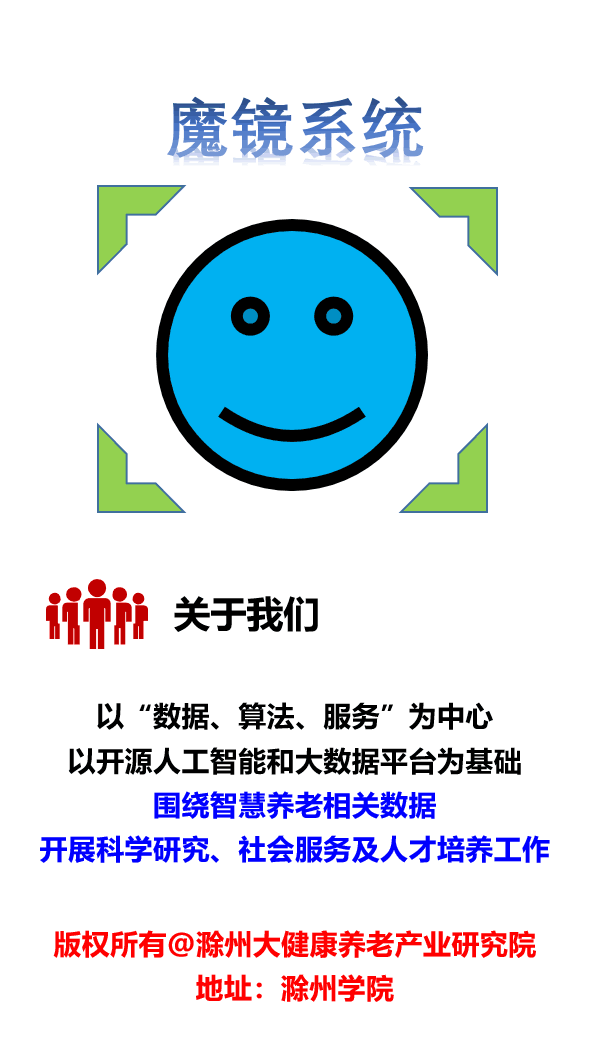 魔镜系统
关于我们
以“数据、算法、服务”为中心
以开源人工智能和大数据平台为基础
围绕智慧养老相关数据
开展科学研究、社会服务及人才培养工作
版权所有@滁州大健康养老产业研究院
地址：滁州学院